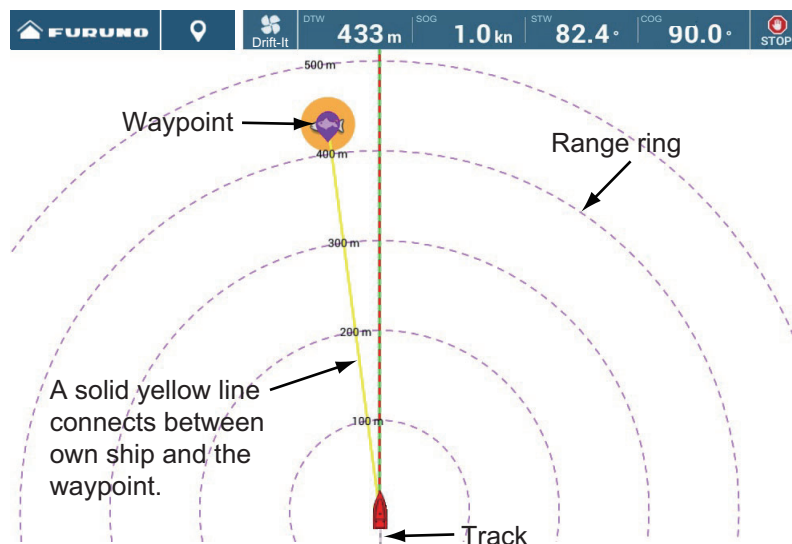 FURUNO
Drift-It
DTW 433 m
SOG 1.0 kn
STW 82.4 °
COG 90.0 °
STOP
500 m
Waypoint
400 m
Range ring
300 m
200 m
A solid yellow line
connects between
own ship and the
waypoint.
100 m
Track